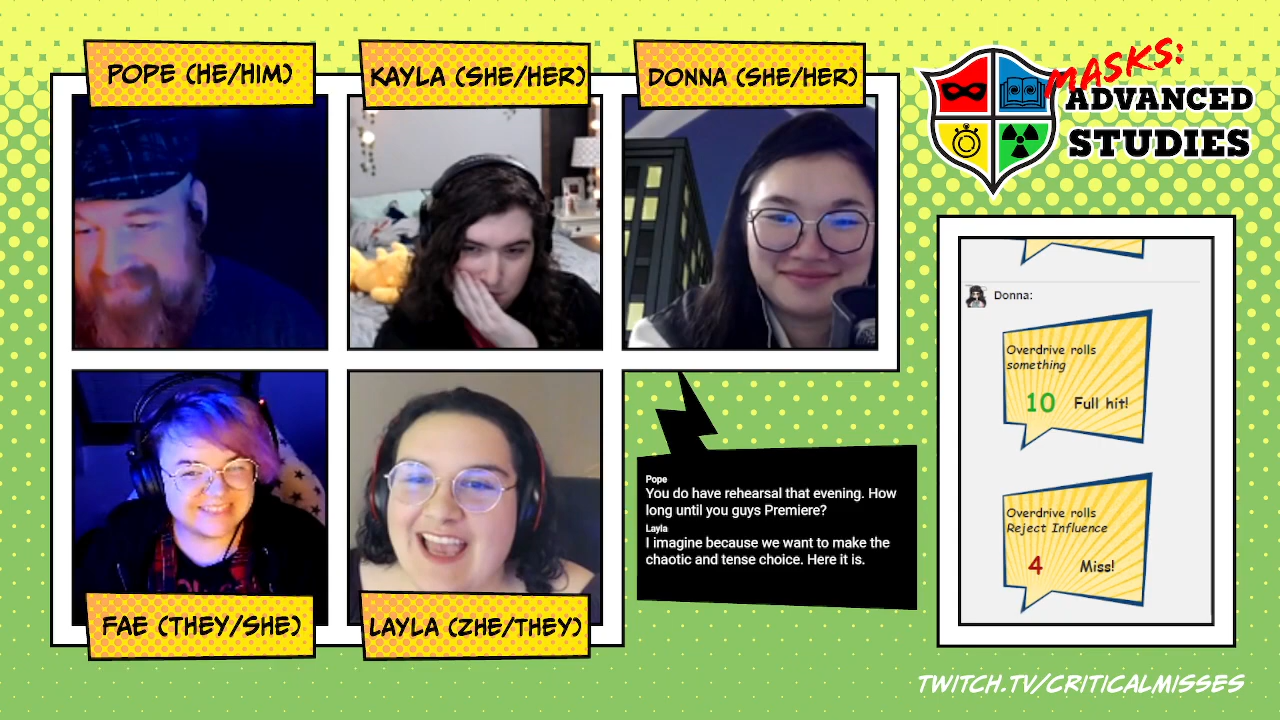 POPE (HE/HIM)
KAYLA (SHE/HER)
DONNA (SHE/HER)
MASKS:
ADVANCED
STUDIES
Donna:
Overdrive rolls
something
10 Full hit!
Overdrive rolls
Reject Influence
4 Miss!
Pope
You do have rehearsal that evening. How
long until you guys Premiere?
Layla
I imagine because we want to make the
chaotic and tense choice. Here it is.
FAE (THEY/SHE)
LAYLA (ZHE/THEY)
TWITCH.TV/CRITICALMISSES